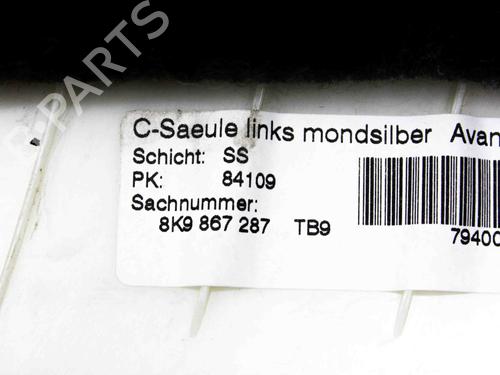 B-PARTS
C-Saeule links mondsilber Avan
Schicht: SS
PK: 84109
Sachnummer:
8K9 867 287 TB9
79400